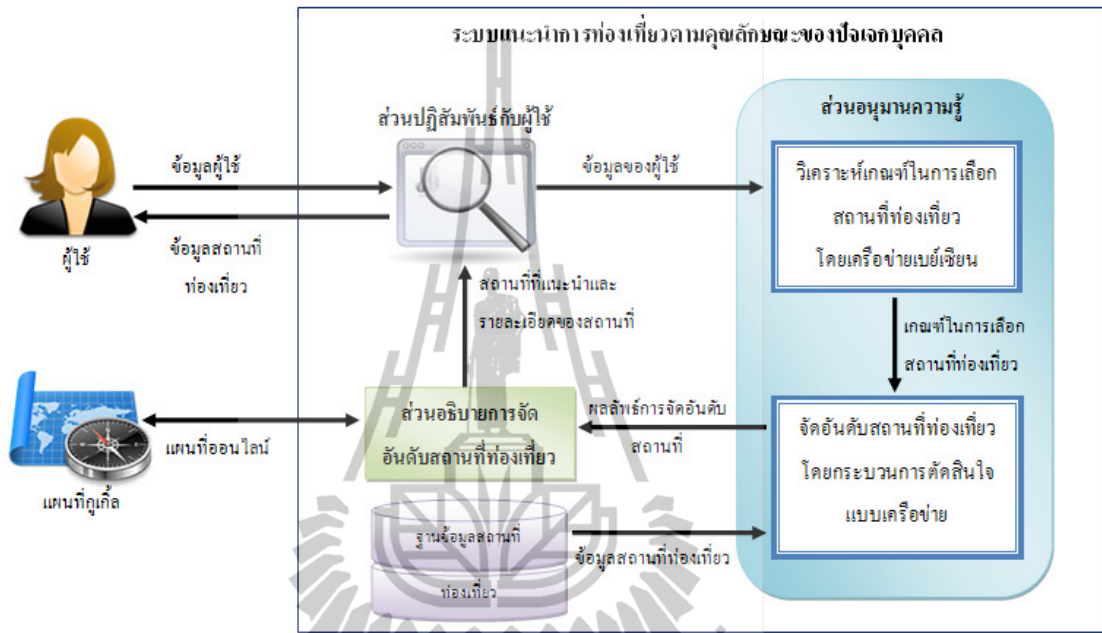 ระบบแนะนำการท่องเที่ยวตามคุณลักษณะของปัจเจกบุคคล
ส่วนปฏิสัมพันธ์กับผู้ใช้
ส่วนอนุมานความรู้
ข้อมูลผู้ใช้
ข้อมูลของผู้ใช้
วิเคราะห์เกณฑ์ในการเลือก
สถานที่ท่องเที่ยว
โดยเครือข่ายเบย์เซียน
ผู้ใช้
ข้อมูลสถานที่
ท่องเที่ยว
สถานที่ที่แนะนำและ
รายละเอียดของสถานที่
เกณฑ์ในการเลือก
สถานที่ท่องเที่ยว
แผนที่ออนไลน์
แผนที่กูเกิ้ล
ส่วนอธิบายการจัด
อันดับสถานที่ท่องเที่ยว
ผลลัพธ์การจัดอันดับ
สถานที่
จัดอันดับสถานที่ท่องเที่ยว
โดยกระบวนการตัดสินใจ
แบบเครือข่าย
ฐานข้อมูลสถานที่
ท่องเที่ยว
ข้อมูลสถานที่ท่องเที่ยว